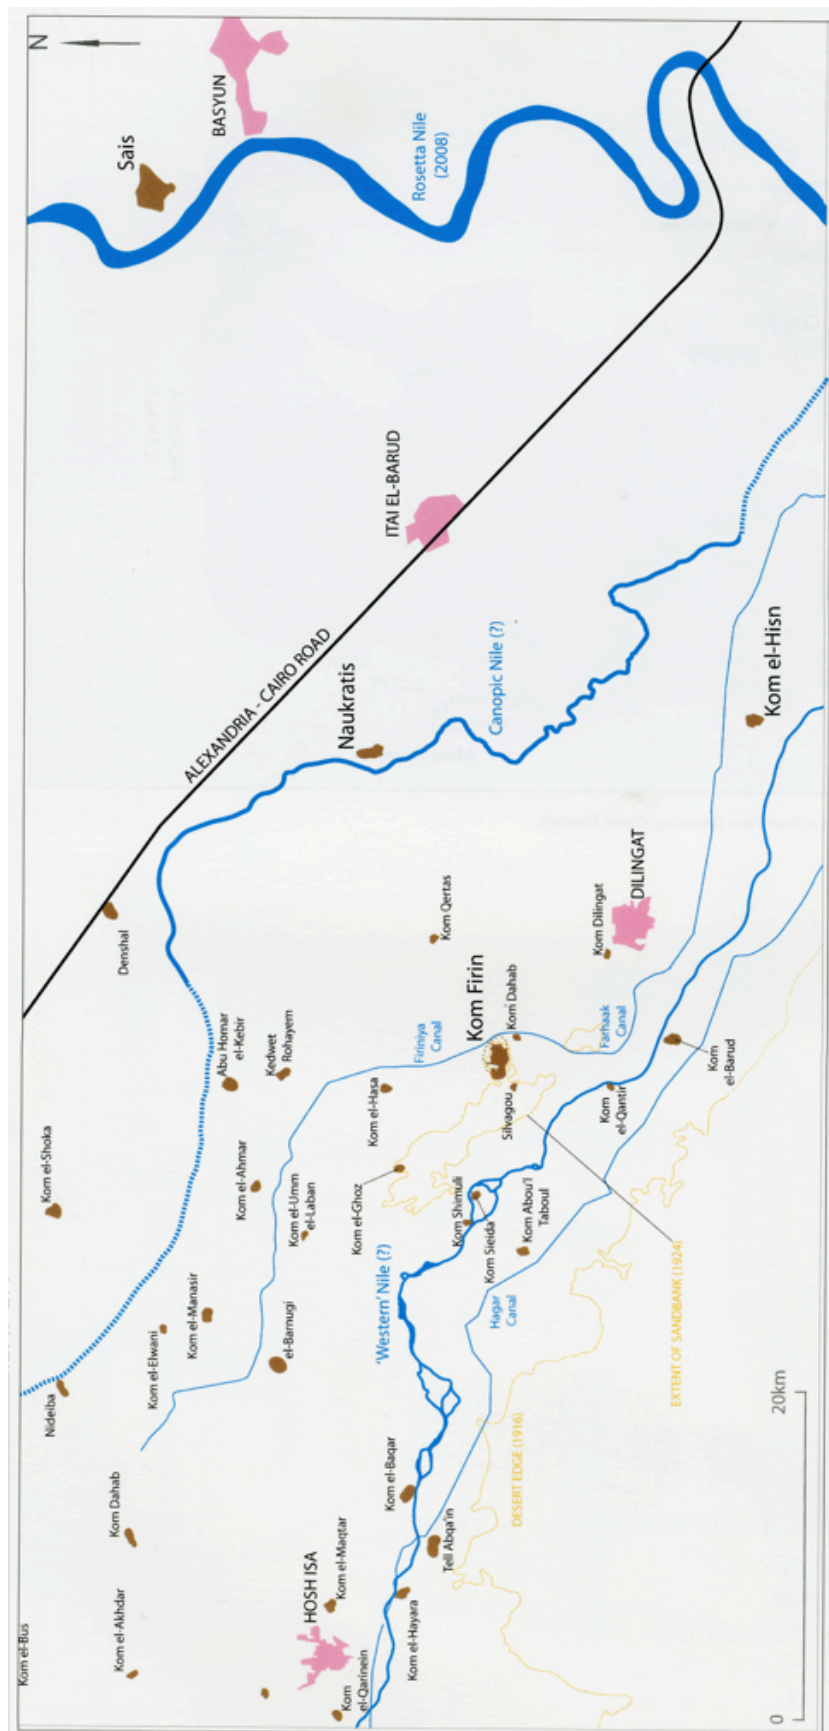 N
BASYUN
Sais
Rosetta Nile
(2008)
ITAI EL-BARUD
ALEXANDRIA - CAIRO ROAD
Naukratis
Canopic Nile (?)
Kom el-Hisn
Denshal
Kom Qertas
Kom Dilingat
DILINGAT
Kom Firin
Kom Dahab
Firiniya
Canal
Farhaak
Canal
Abu Homar
el-Kebir
Kedwet
Rohayem
Kom el-Hasa
Silvagou
Kom
el-Qantir
Kom
el-Barud
Kom el-Shoka
Kom el-Ahmar
Kom el-Umm
el-Laban
Kom el-Ghoz
Kom Shimuli
Kom Sieida
Kom Abou'l
Taboul
'Western' Nile (?)
Hagar
Canal
EXTENT OF SANDBANK (1924)
Kom el-Manasir
Kom el-Elwani
el-Barnugi
Nideiba
DESERT EDGE (1916)
Kom Dahab
Kom el-Baqar
Tell Abqa'in
Kom el-Maqtar
HOSH ISA
Kom el-Hayara
Kom el-Akhdar
Kom el-Bus
Kom
el-Qarinein
0
20km